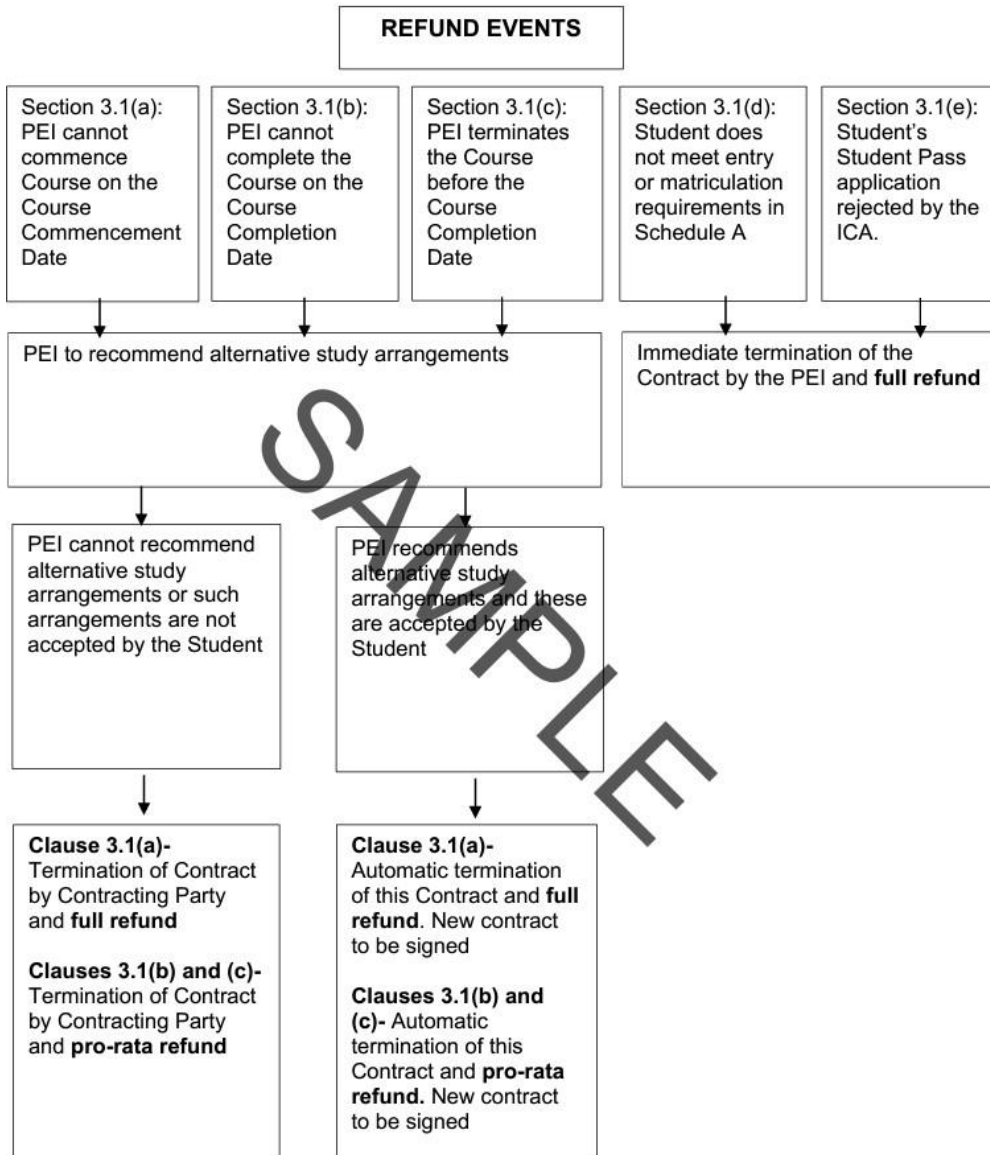 REFUND EVENTS
Section 3.1(a):
PEI cannot
commence
Course on the
Course
Commencement
Date
Section 3.1(b):
PEI cannot
complete the
Course on the
Course
Completion
Date
Section 3.1(c):
PEI terminates
the Course
before the
Course
Completion
Date
Section 3.1(d):
Student does
not meet entry
or matriculation
requirements in
Schedule A
Section 3.1(e):
Student’s
Student Pass
application
rejected by the
ICA.
PEI to recommend alternative study arrangements
Immediate termination of the
Contract by the PEI and full refund
PEI cannot recommend
alternative study
arrangements or such
arrangements are not
accepted by the Student
PEI recommends
alternative study
arrangements and these
are accepted by the
Student
Clause 3.1(a)-
Termination of Contract
by Contracting Party
and full refund
Clauses 3.1(b) and (c)-
Termination of Contract
by Contracting Party
and pro-rata refund
Clause 3.1(a)-
Automatic termination
of this Contract and full
refund. New contract
to be signed
Clauses 3.1(b) and
(c)- Automatic
termination of this
Contract and pro-rata
refund. New contract
to be signed
SAMPLE